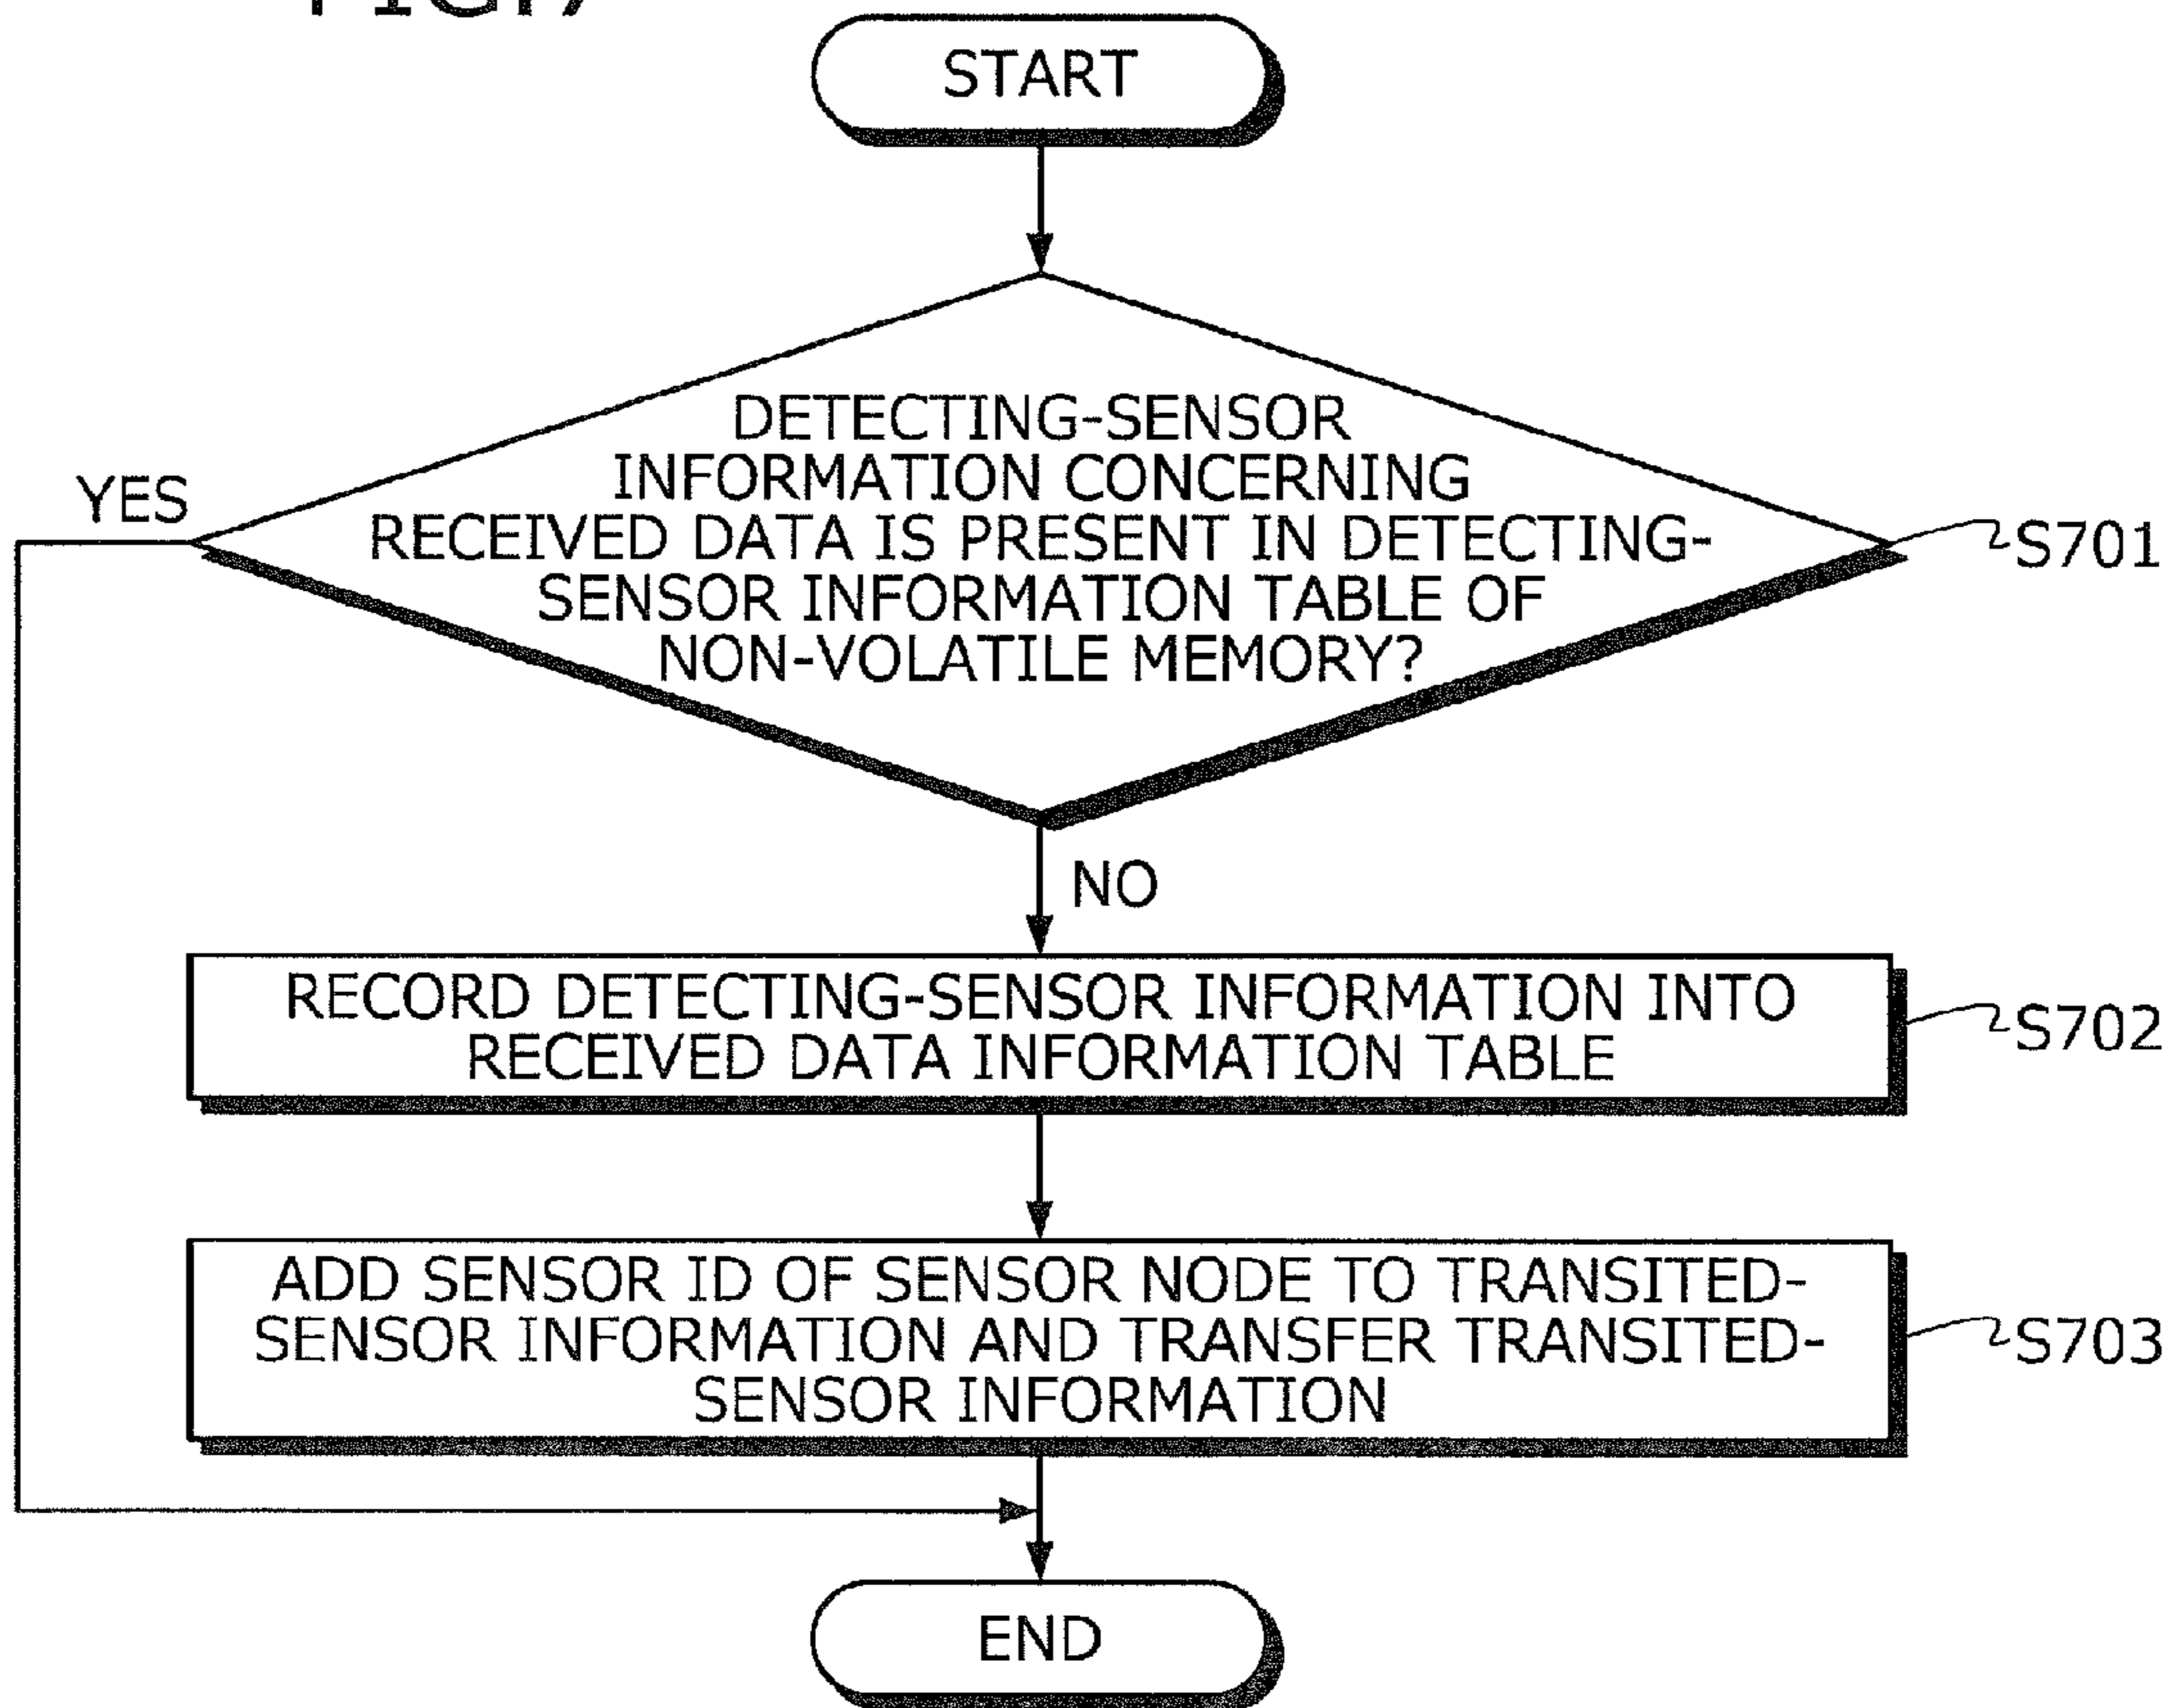 FIG.7
START
DETECTING-SENSOR
INFORMATION CONCERNING
RECEIVED DATA IS PRESENT IN DETECTING-
SENSOR INFORMATION TABLE OF
NON-VOLATILE MEMORY?
YES
S701
NO
RECORD DETECTING-SENSOR INFORMATION INTO
RECEIVED DATA INFORMATION TABLE
S702
ADD SENSOR ID OF SENSOR NODE TO TRANSITED-
SENSOR INFORMATION AND TRANSFER TRANSITED-
SENSOR INFORMATION
S703
END